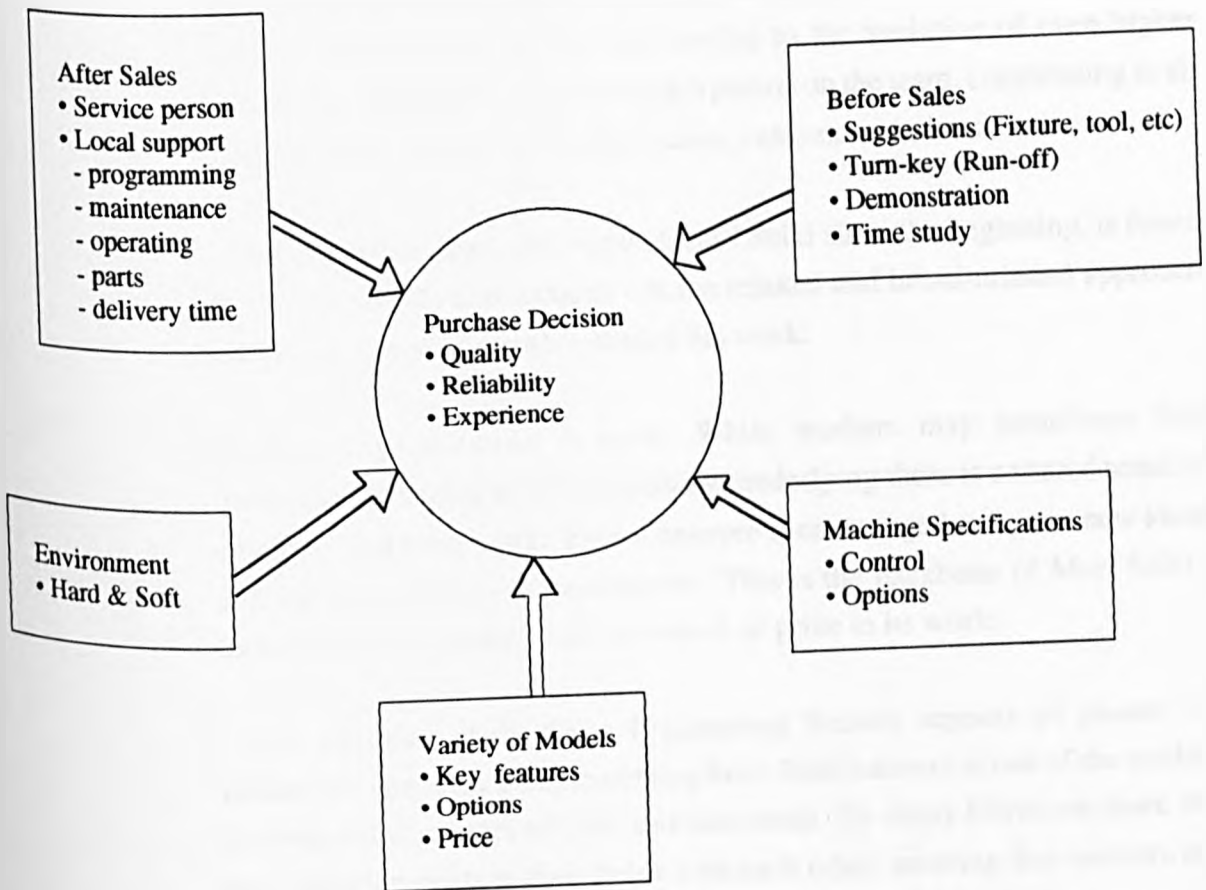 After Sales
• Service person
• Local support
- programming
- maintenance
- operating
- parts
- delivery time
Before Sales
• Suggestions (Fixture, tool, etc)
• Turn-key (Run-off)
• Demonstration
• Time study
Purchase Decision
• Quality
• Reliability
• Experience
Environment
• Hard & Soft
Machine Specifications
• Control
• Options
Variety of Models
• Key features
• Options
• Price